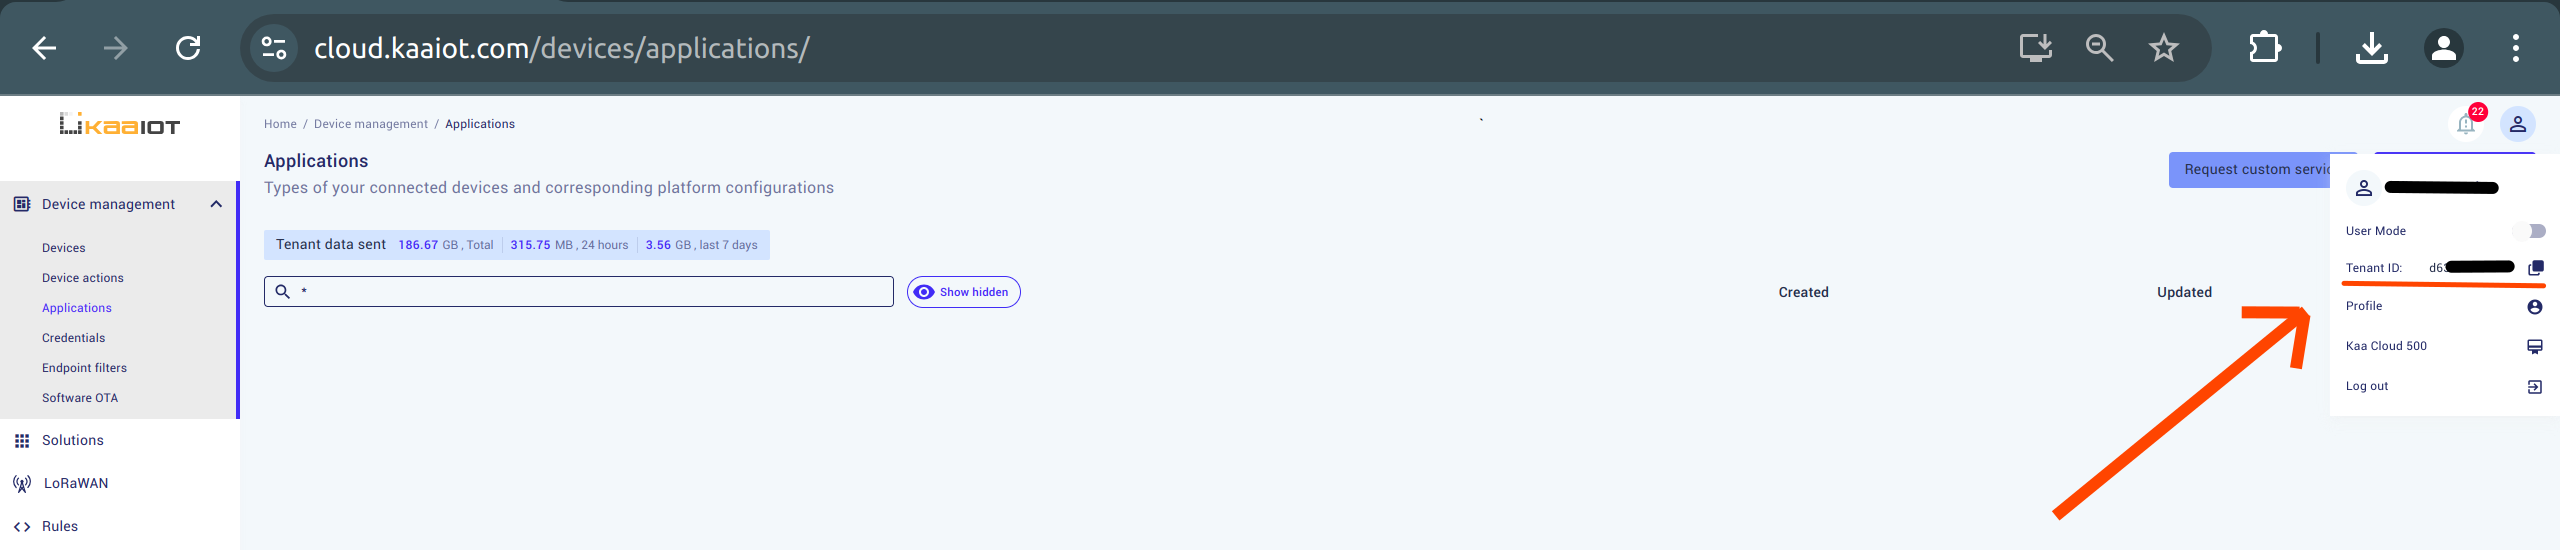 cloud.kaaiot.com/devices/applications/
kaaIOT
Home / Device management / Applications
22
Applications
Types of your connected devices and corresponding platform configurations
Request custom
Device management
Devices
Device actions
Applications
Credentials
Endpoint filters
Software OTA
Solutions
LoRaWAN
Rules
Tenant data sent 186.67 GB , Total 315.75 MB , 24 hours 3.56 GB , last 7 days
*
Show hidden
Created
Updated
User Mode
Tenant ID:
Profile
Kaa Cloud 500
Log out